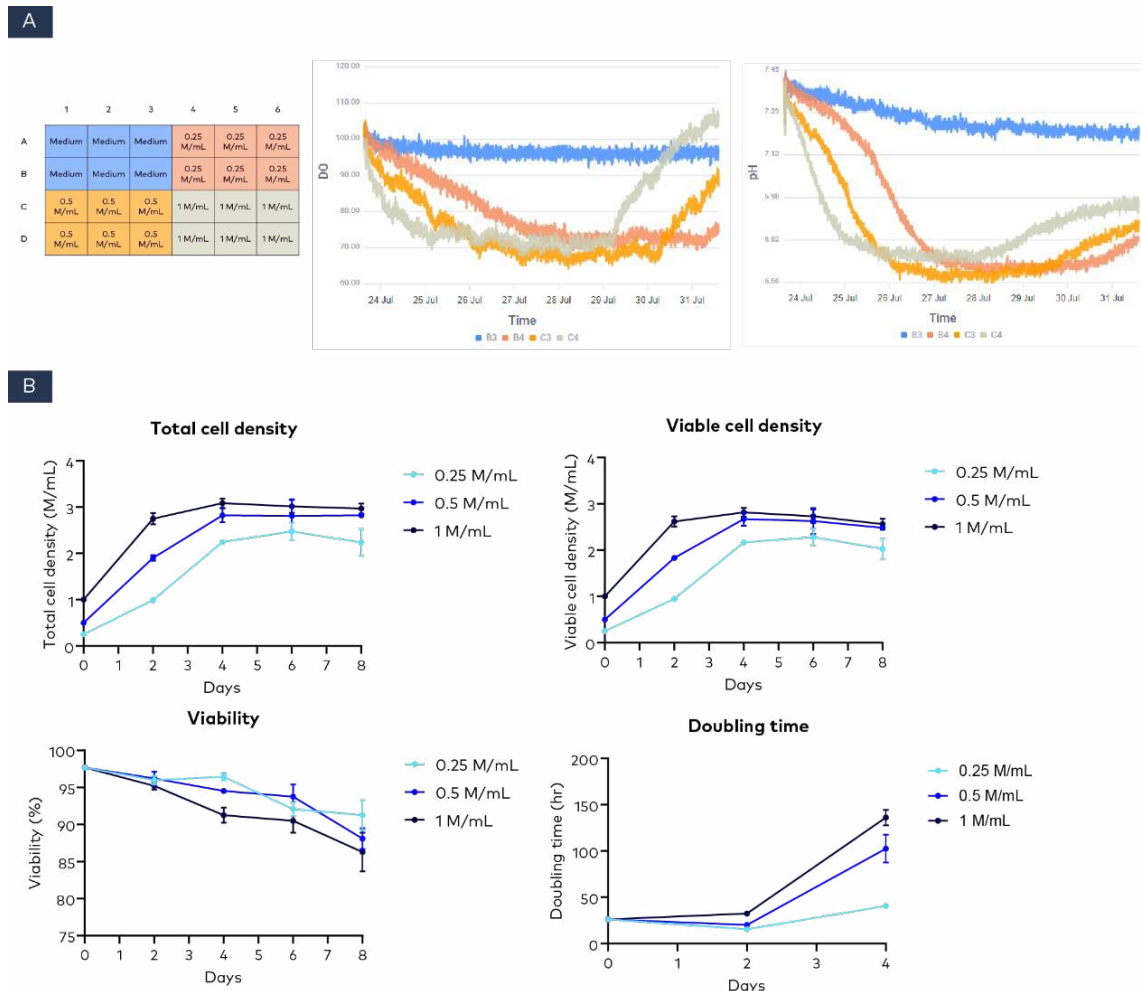 A
1 2 3 4 5 6
A Medium Medium Medium 0.25 M/mL 0.25 M/mL 0.25 M/mL
B Medium Medium Medium 0.25 M/mL 0.25 M/mL 0.25 M/mL
C 0.5 M/mL 0.5 M/mL 0.5 M/mL 1 M/mL 1 M/mL 1 M/mL
D 0.5 M/mL 0.5 M/mL 0.5 M/mL 1 M/mL 1 M/mL 1 M/mL
120.00
110.00
100.00
90.00
80.00
70.00
60.00
DO
24 Jul 25 Jul 26 Jul 27 Jul 28 Jul 29 Jul 30 Jul 31 Jul
Time
B3 B4 C3 C4
7.45
7.25
7.10
6.98
6.82
6.66
pH
24 Jul 25 Jul 26 Jul 27 Jul 28 Jul 29 Jul 30 Jul 31 Jul
Time
B3 B4 C3 C4
B
Total cell density
Total cell density (M/mL)
4
3
2
1
0
0 1 2 3 4 5 6 7 8
Days
0.25 M/mL
0.5 M/mL
1 M/mL
Viable cell density
Viable cell density (M/mL)
4
3
2
1
0
0 1 2 3 4 5 6 7 8
Days
0.25 M/mL
0.5 M/mL
1 M/mL
Viability
Viability (%)
100
95
90
85
80
75
0 1 2 3 4 5 6 7 8
Days
0.25 M/mL
0.5 M/mL
1 M/mL
Doubling time
Doubling time (hr)
200
150
100
50
0
0 1 2 3 4
Days
0.25 M/mL
0.5 M/mL
1 M/mL